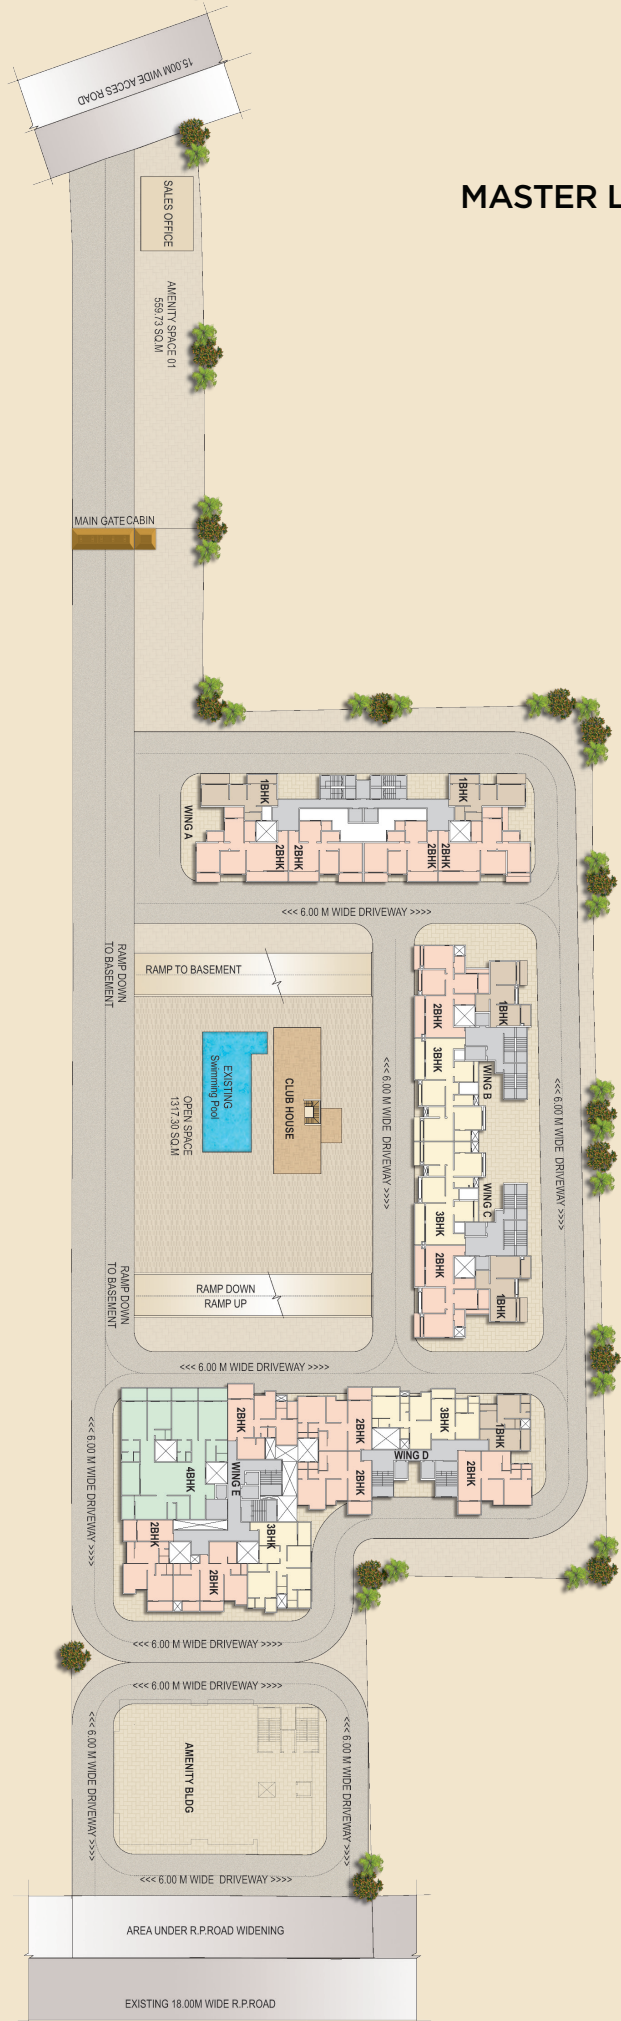 15.00M WIDE ACCES ROAD
MASTER L
SALES OFFICE
AMENITY SPACE 01
559.73 SQ.M
MAIN GATE CABIN
1BHK
1BHK
WING A
2BHK
2BHK
2BHK
2BHK
<<< 6.00 M WIDE DRIVEWAY >>>>
RAMP DOWN
TO BASEMENT
RAMP TO BASEMENT
2BHK
1BHK
3BHK
WING B
EXISTING
Swimming Pool
CLUB HOUSE
OPEN SPACE
1317.30 SQ.M
<<< 6.00 M WIDE DRIVEWAY >>>>
<<< 6.00 M WIDE DRIVEWAY >>>>
WING C
3BHK
2BHK
1BHK
RAMP DOWN
TO BASEMENT
RAMP DOWN
RAMP UP
<<< 6.00 M WIDE DRIVEWAY >>>>
<<< 6.00 M WIDE DRIVEWAY >>>>
2BHK
2BHK
3BHK
1BHK
WING D
4BHK
WING E
2BHK
2BHK
2BHK
3BHK
2BHK
<<< 6.00 M WIDE DRIVEWAY >>>>
<<< 6.00 M WIDE DRIVEWAY >>>>
<<< 6.00 M WIDE DRIVEWAY >>>>
AMENITY BLDG
<<< 6.00 M WIDE DRIVEWAY >>>>
<<< 6.00 M WIDE DRIVEWAY >>>>
AREA UNDER R.P.ROAD WIDENING
EXISTING 18.00M WIDE R.P.ROAD